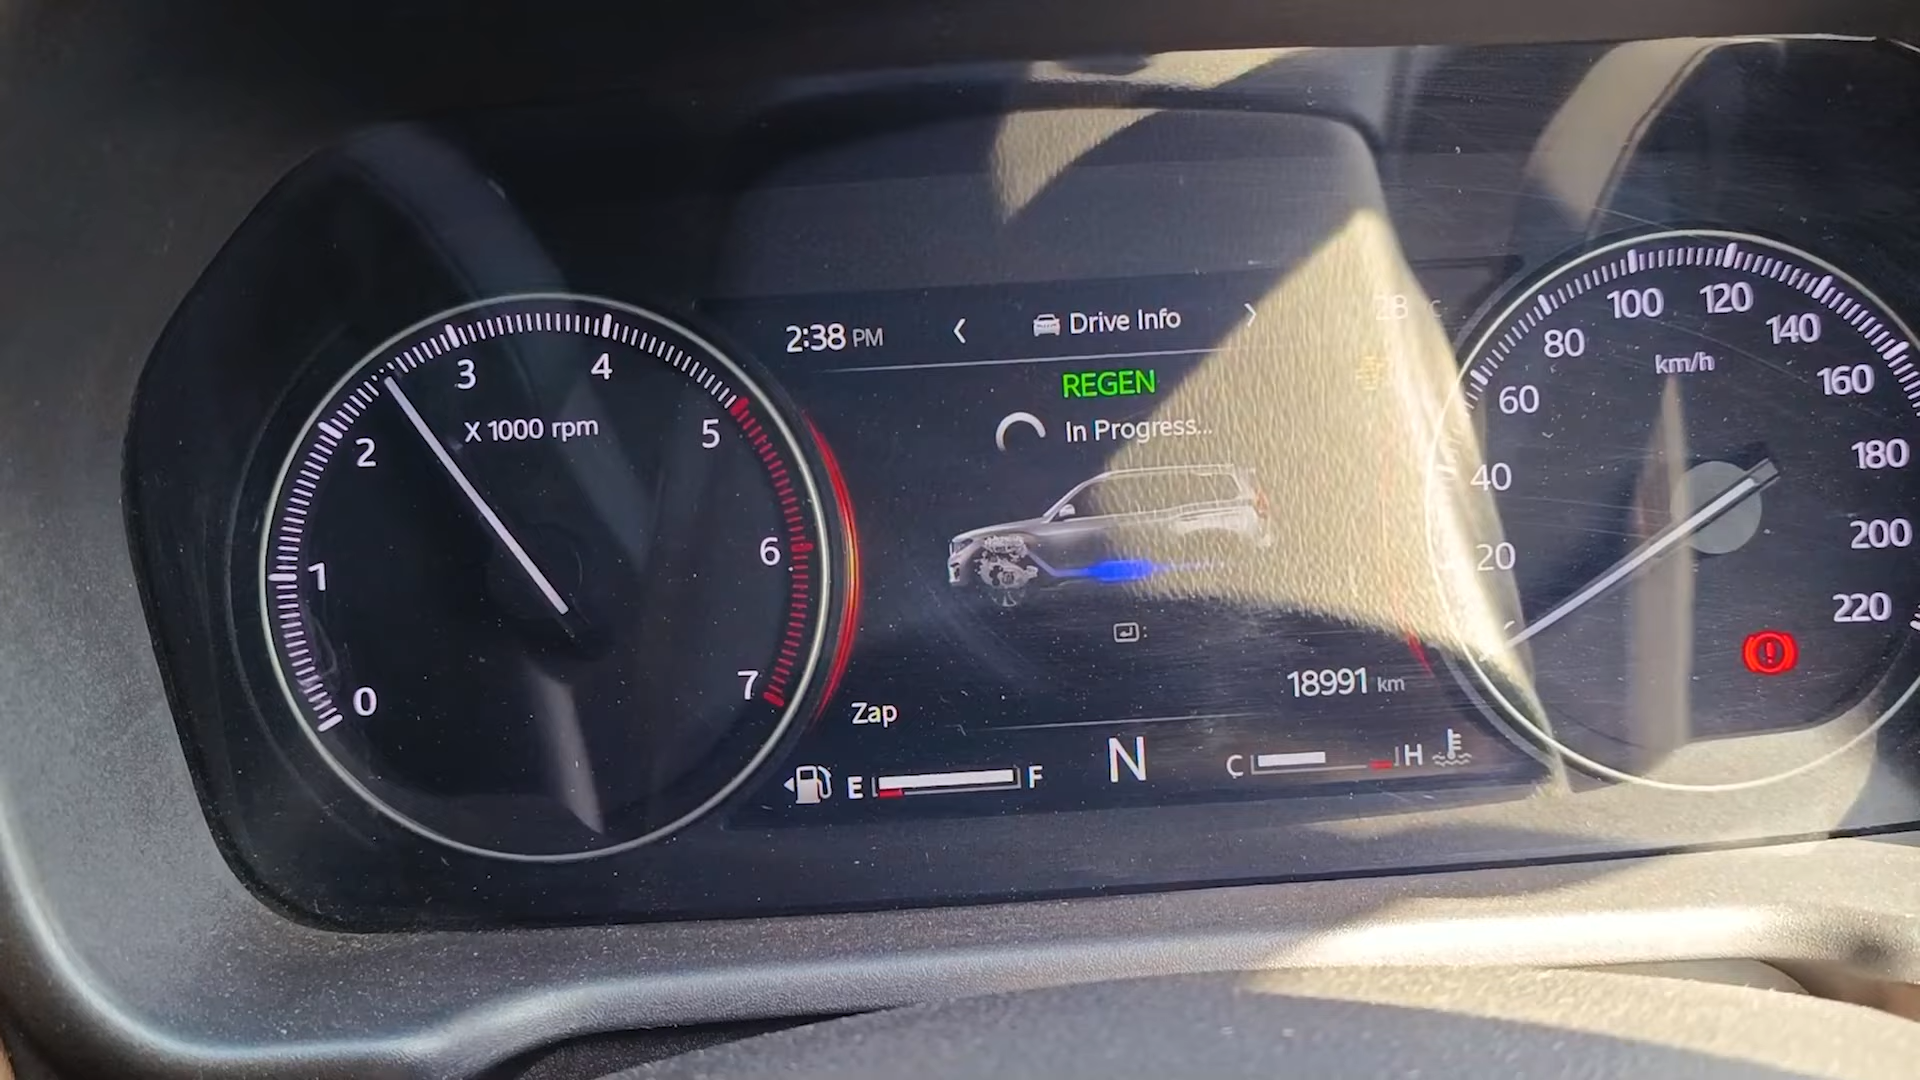 2:38 PM
Drive Info
28 C
REGEN
In Progress...
18991 km
Zap
E F
N
C H
0
1
2
3
4
5
6
7
X 1000 rpm
20
40
60
80
100
120
140
160
180
200
220
km/h